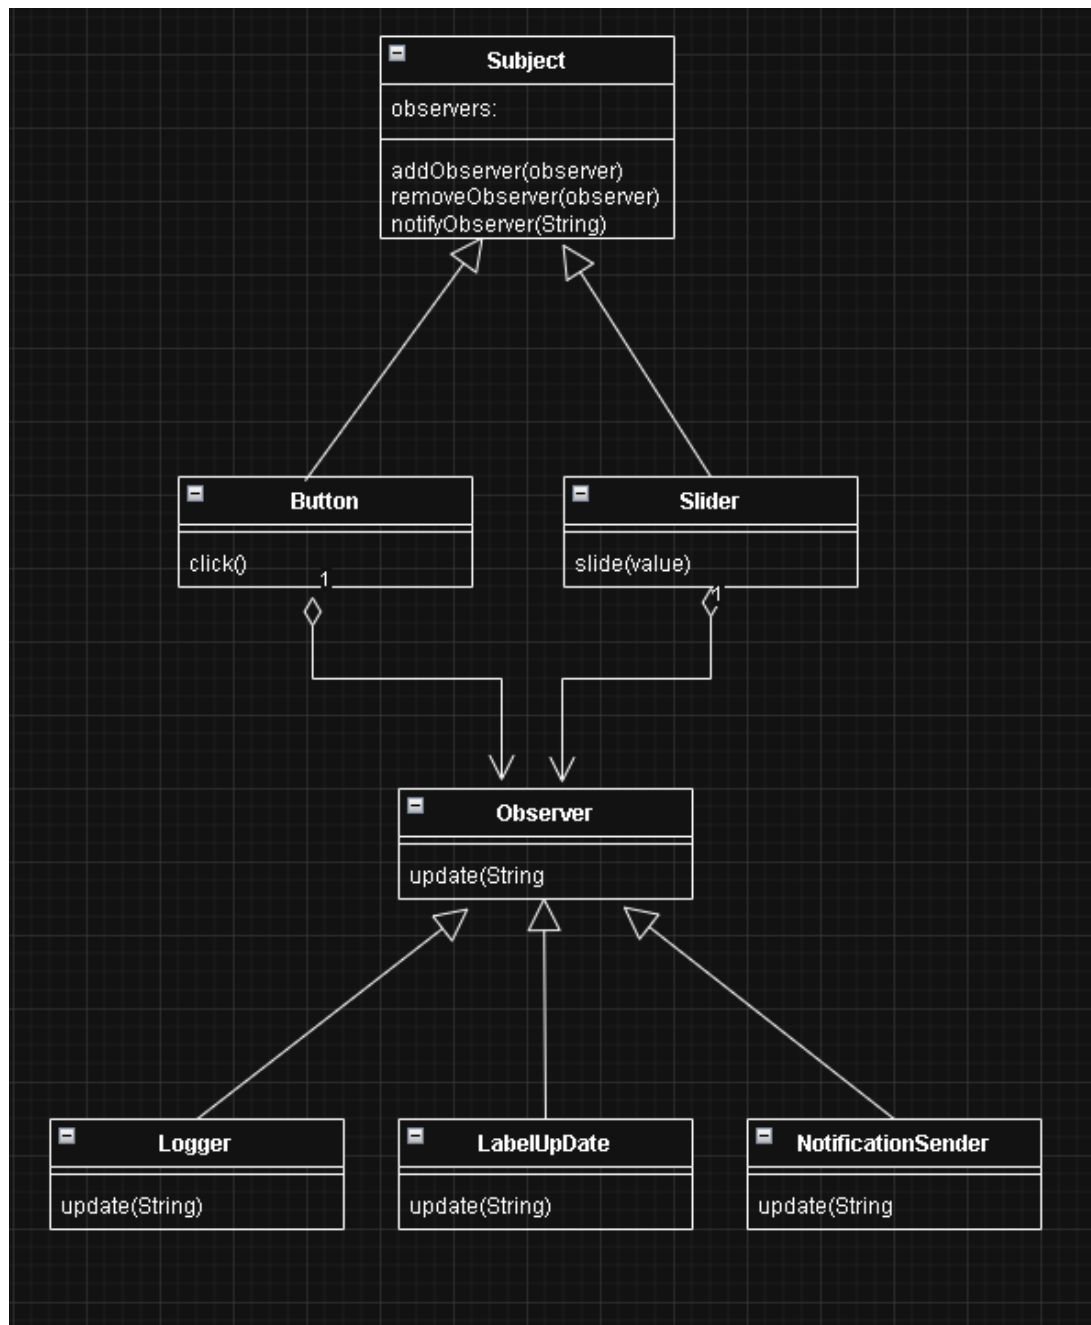 Subject
observers:
addObserver(observer)
removeObserver(observer)
notifyObserver(String)
Button
click()
1
Slider
slide(value)
1
Observer
update(String
Logger
update(String)
LabelUpDate
update(String)
NotificationSender
update(String